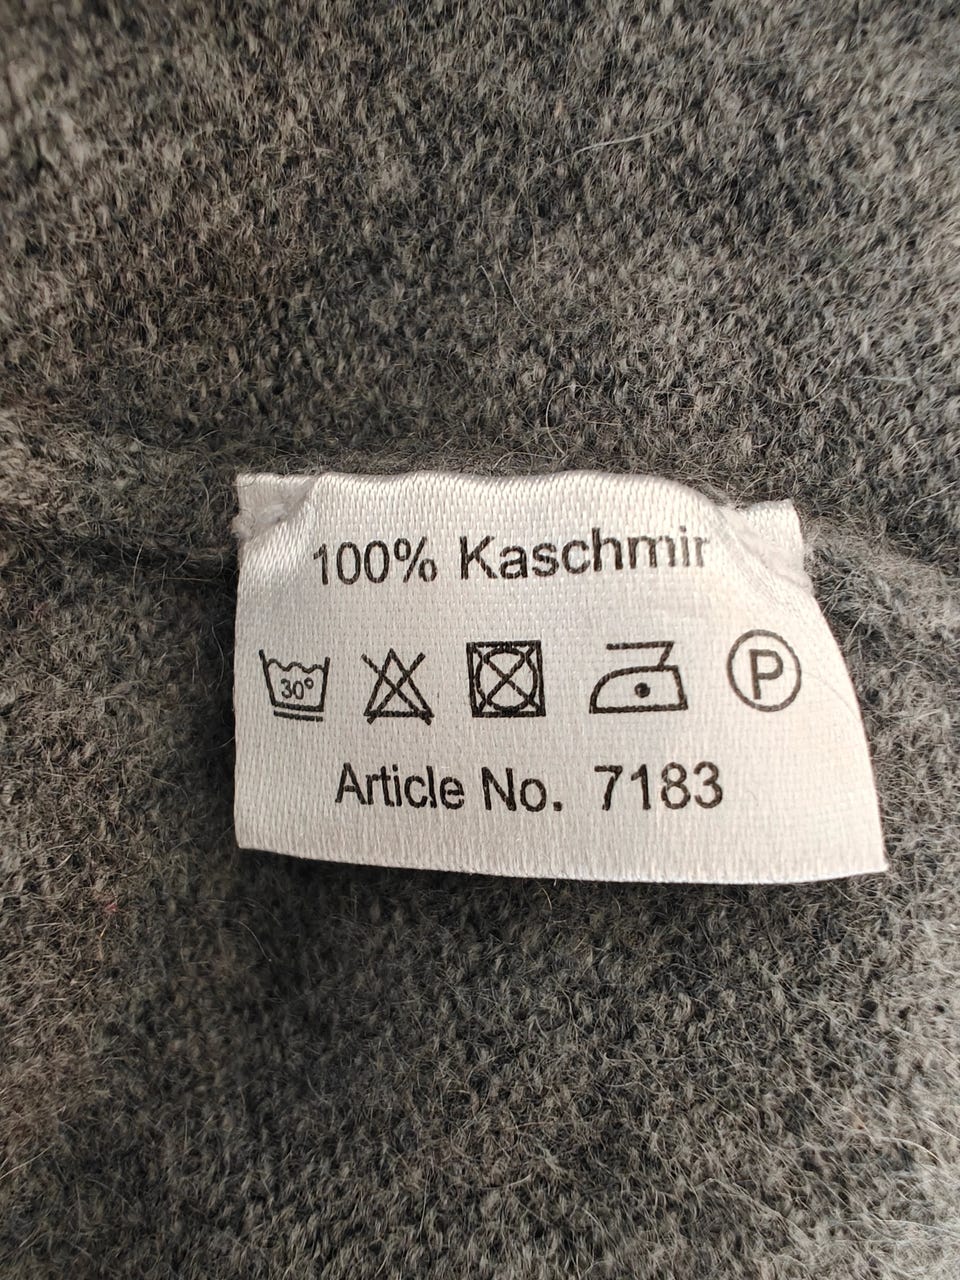 100% Kaschmir
30° P
Article No. 7183